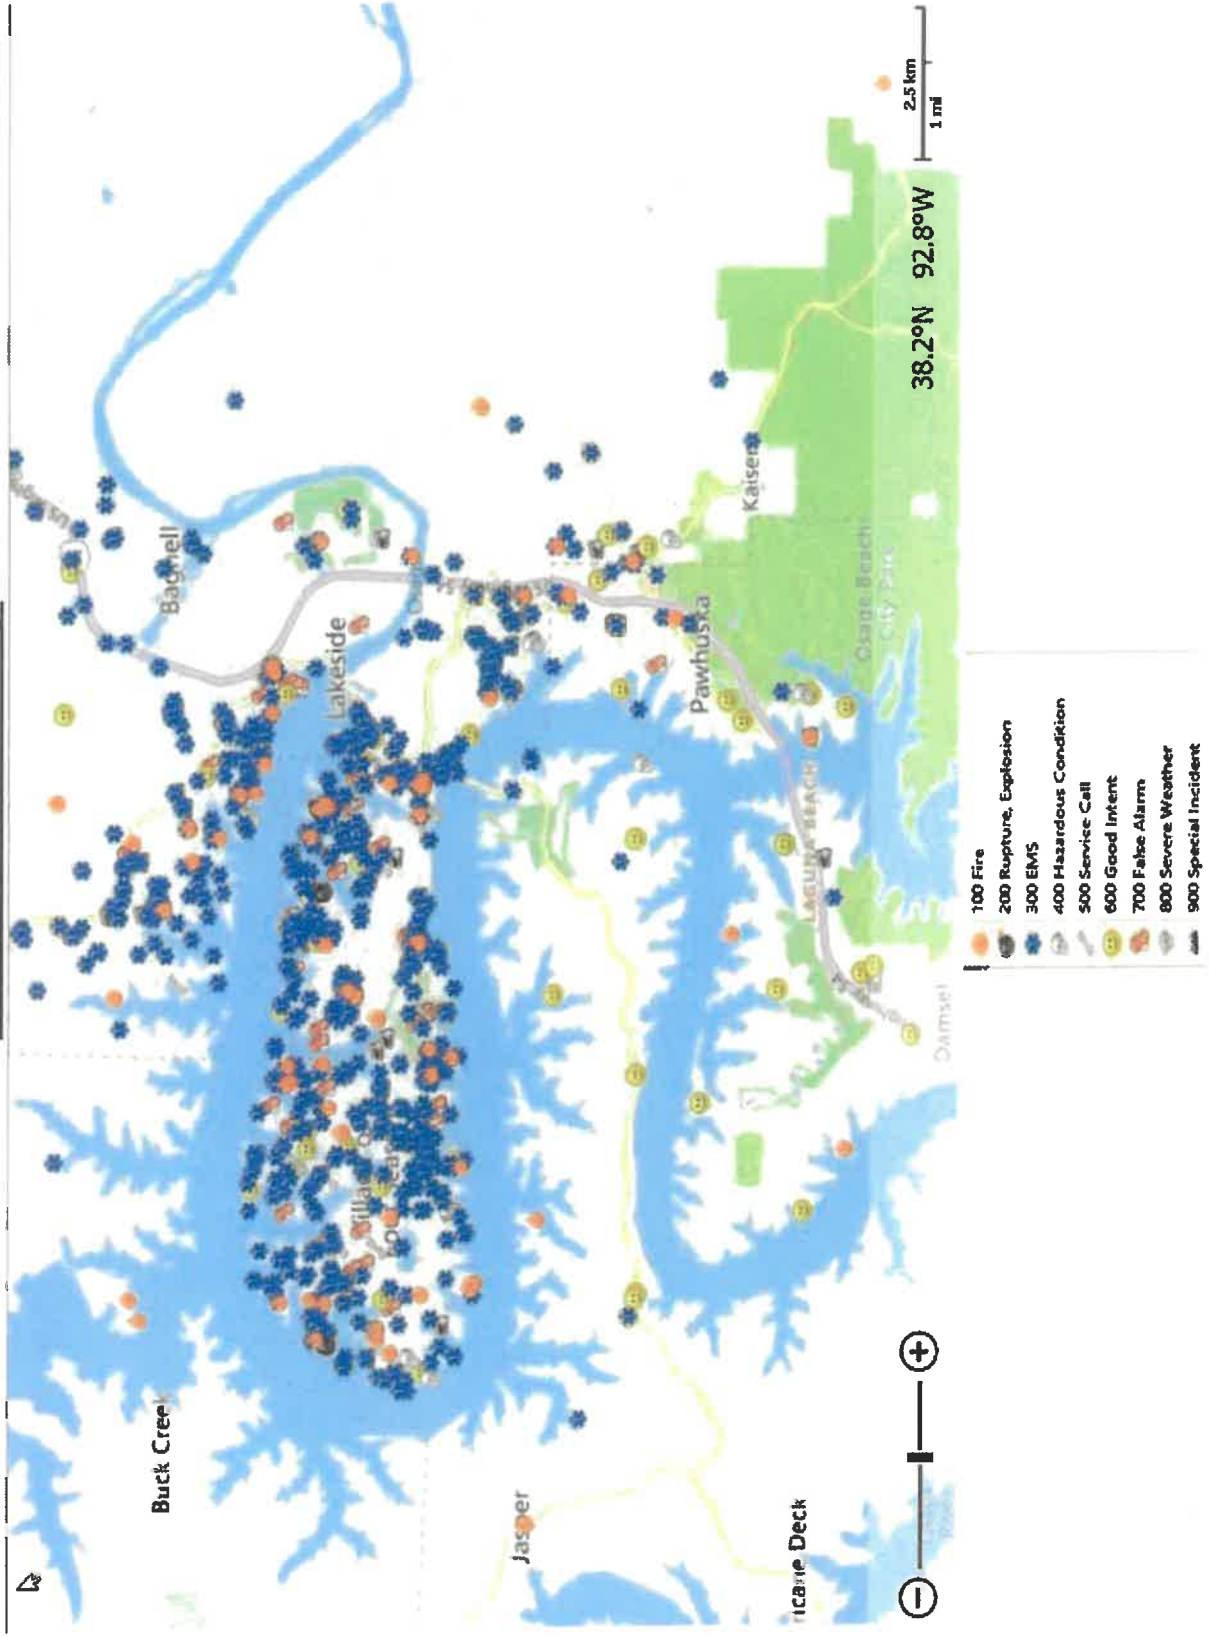 Buck Creek
Bagnell
Lakeside
Jasper
Kaiser
Pawhuska
Osage Beach
City Park
LAGUNA BEACH
Damsel
ricane Deck
38.2°N 92.8°W
2.5 km
1 mi
100 Fire
200 Rupture, Explosion
300 EMS
400 Hazardous Condition
500 Service Call
600 Good Intent
700 False Alarm
800 Severe Weather
900 Special Incident